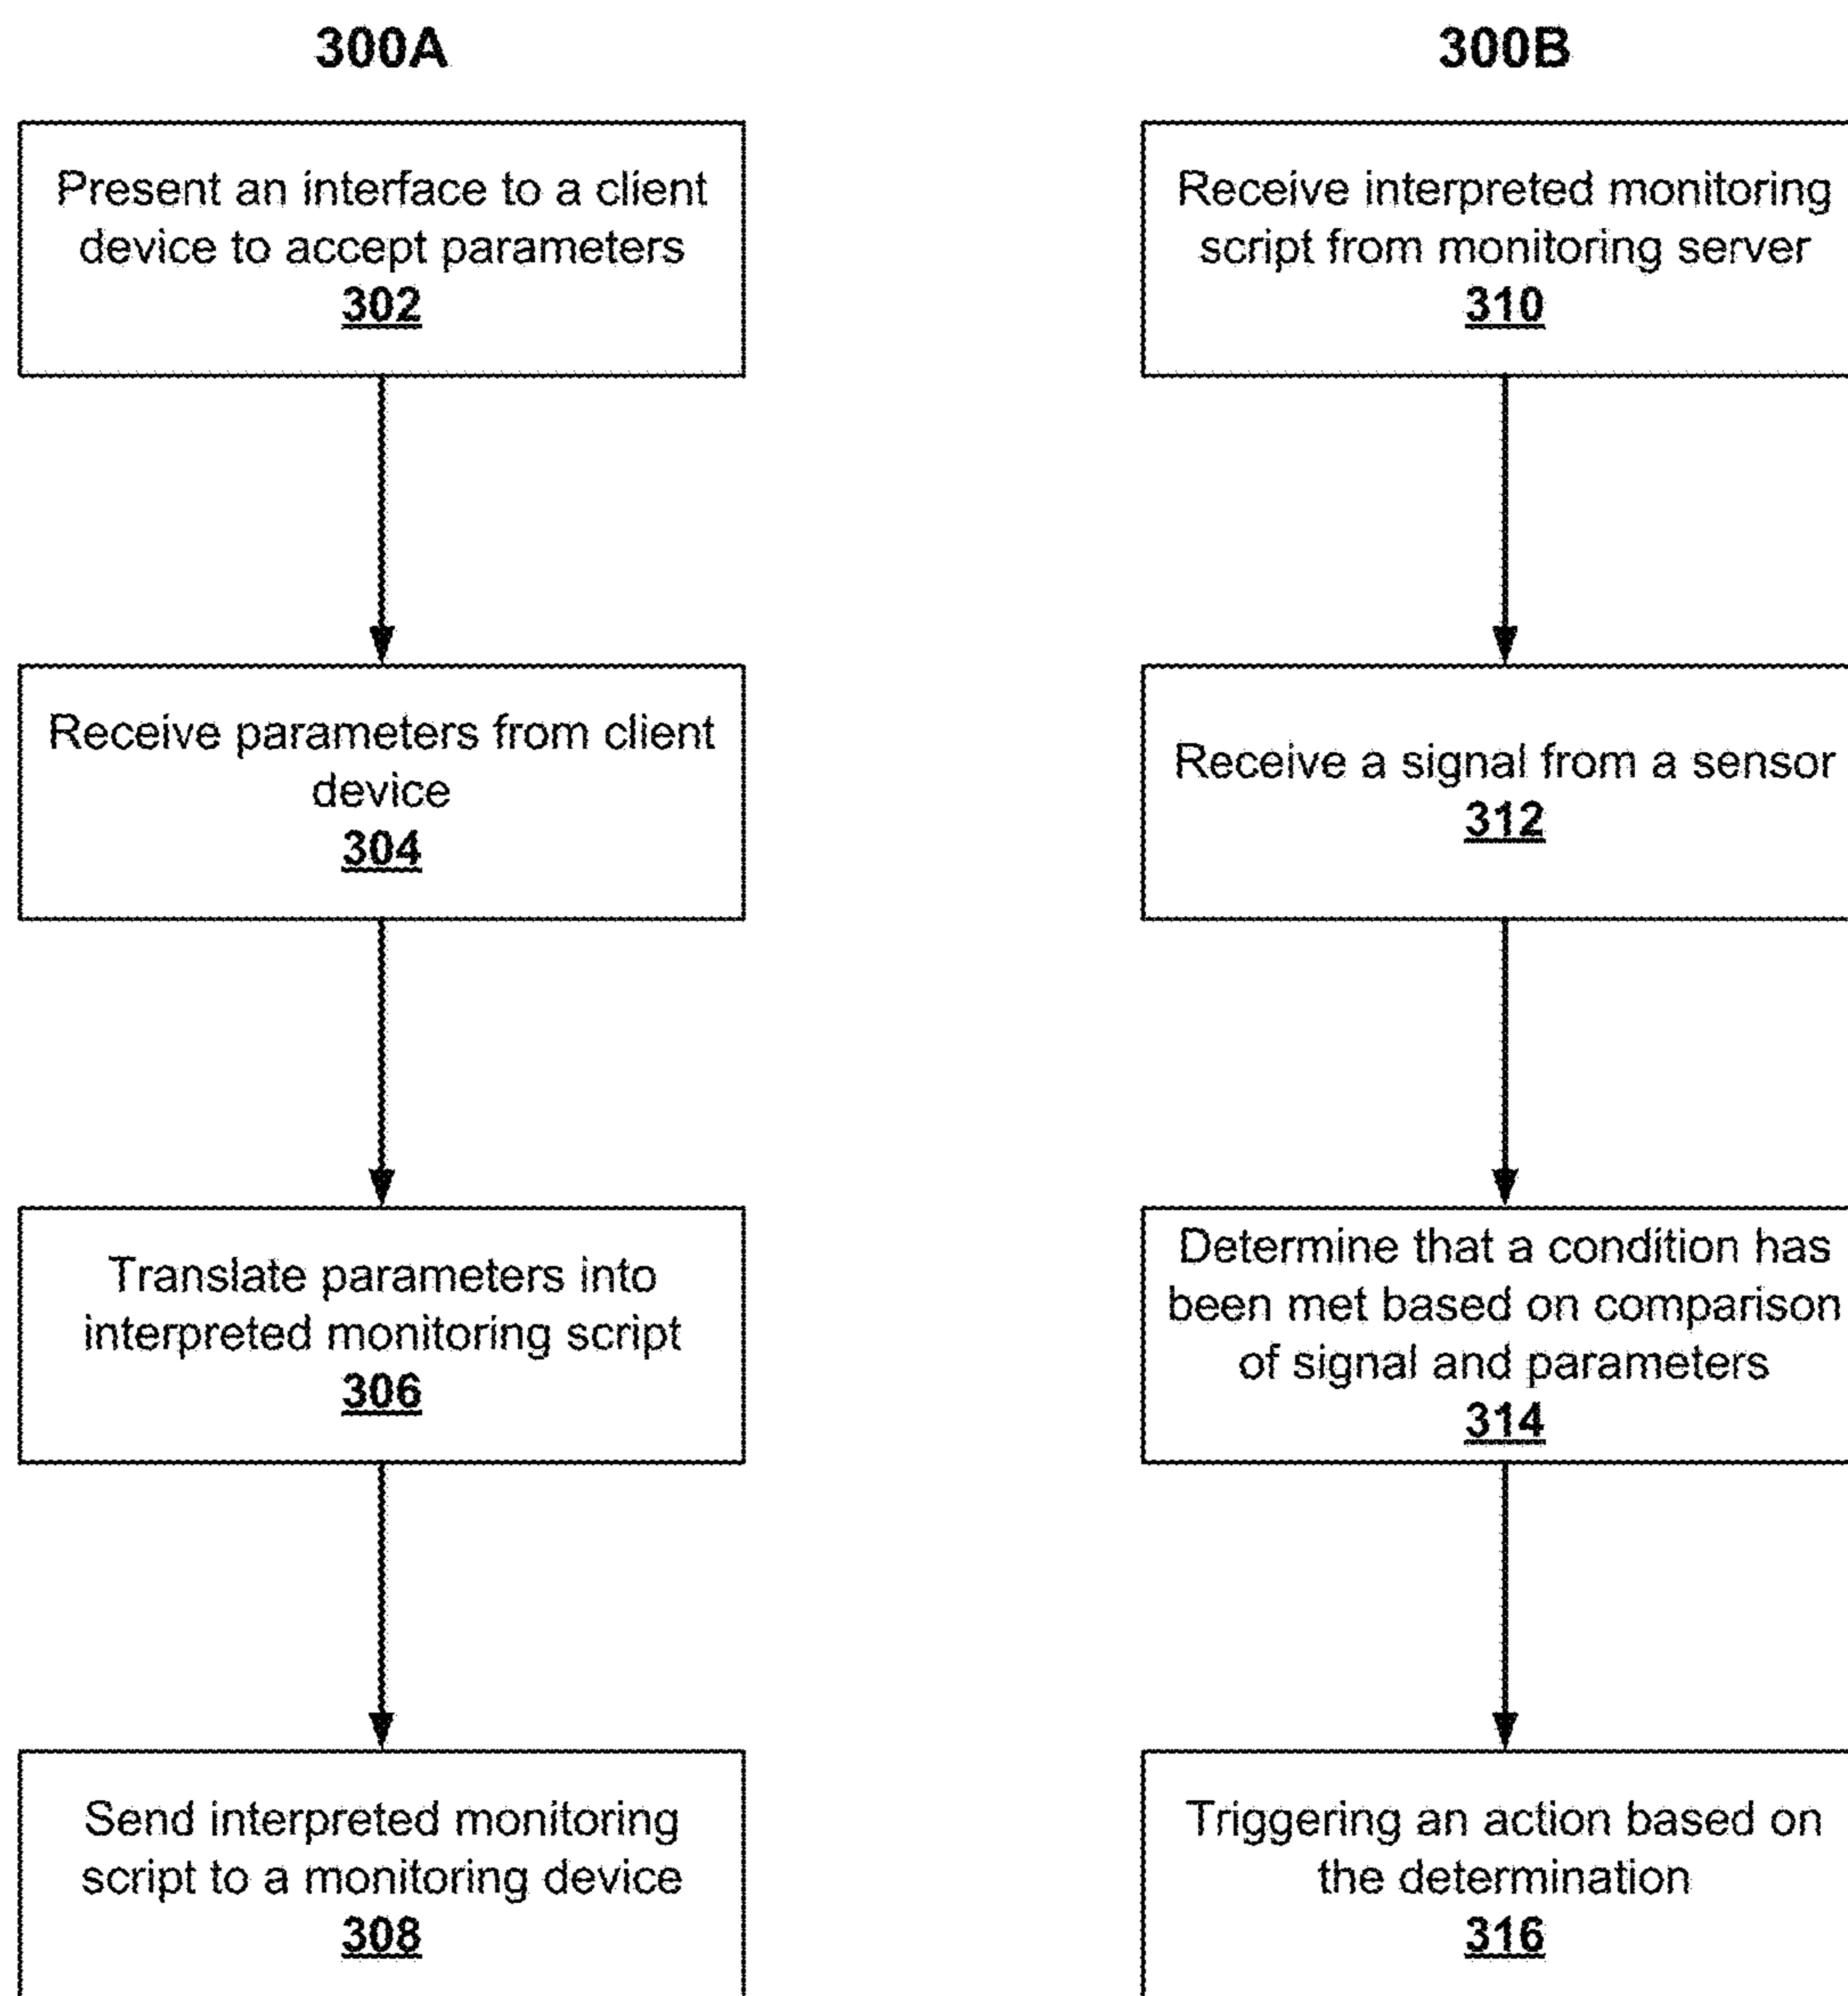 300A
Present an interface to a client
device to accept parameters
302
Receive parameters from client
device
304
Translate parameters into
interpreted monitoring script
306
Send interpreted monitoring
script to a monitoring device
308
300B
Receive interpreted monitoring
script from monitoring server
310
Receive a signal from a sensor
312
Determine that a condition has
been met based on comparison
of signal and parameters
314
Triggering an action based on
the determination
316